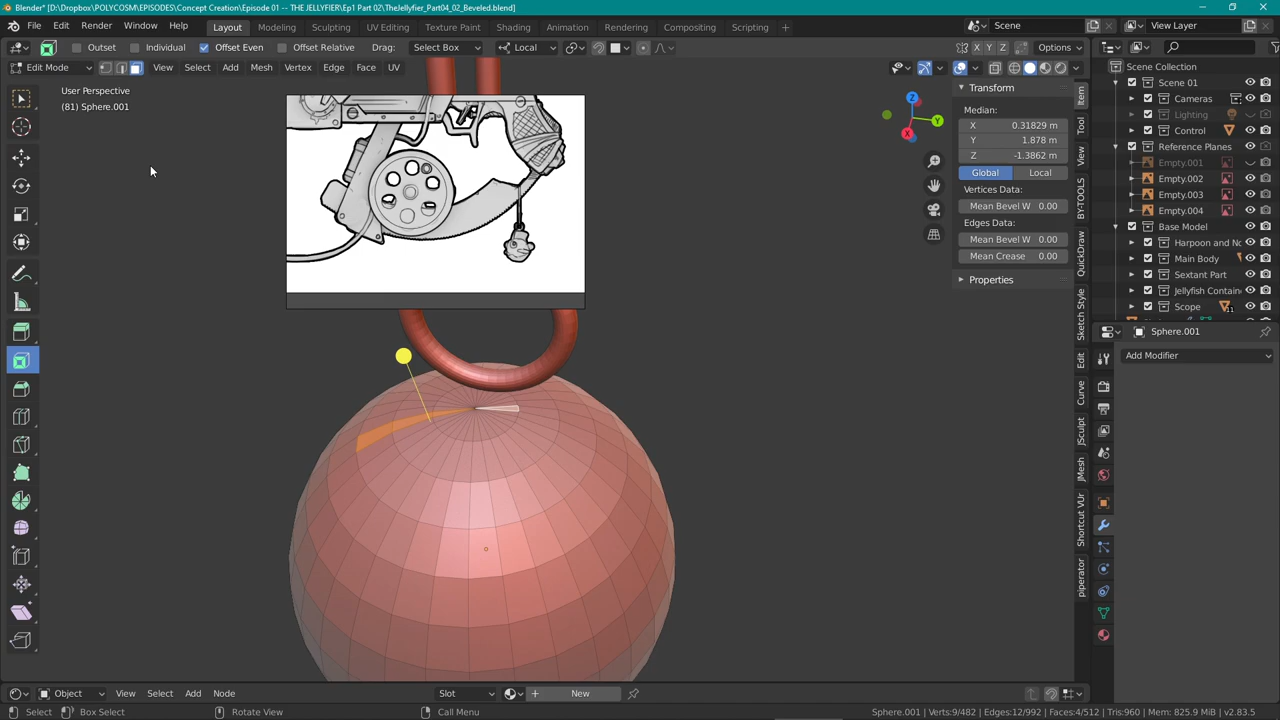 Blender* [D:\Dropbox\POLYCOSM\EPISODES\Concept Creation\Episode 01 -- THE JELLYFIER\Ep1 Part 02\TheJellyfier_Part04_02_Beveled.blend]
File Edit Render Window Help Layout Modeling Sculpting UV Editing Texture Paint Shading Animation Rendering Compositing Scripting + Scene View Layer
Outset Individual Offset Even Offset Relative Drag: Select Box Local X Y Z Options
Edit Mode View Select Add Mesh Vertex Edge Face UV
User Perspective
(81) Sphere.001
Z
Y
X
Transform
Median:
X 0.31829 m
Y 1.878 m
Z -1.3862 m
Global Local
Vertices Data:
Mean Bevel W 0.00
Edges Data:
Mean Bevel W 0.00
Mean Crease 0.00
Properties
Item
Tool
View
BY-TOOLS
QuickDraw
Sketch Style
Edit
Curve
JSculpt
JMesh
Shortcut VUr
piperator
Scene Collection
Scene 01
Cameras
Lighting
Control
Reference Planes
Empty.001
Empty.002
Empty.003
Empty.004
Base Model
Harpoon and No
Main Body
Sextant Part
Jellyfish Contain
Scope 11
Sphere.001
Add Modifier
Object View Select Add Node Slot New
Select Box Select Rotate View Call Menu Sphere.001 | Verts:9/482 | Edges:12/992 | Faces:4/512 | Tris:960 | Mem: 825.9 MiB | v2.83.5